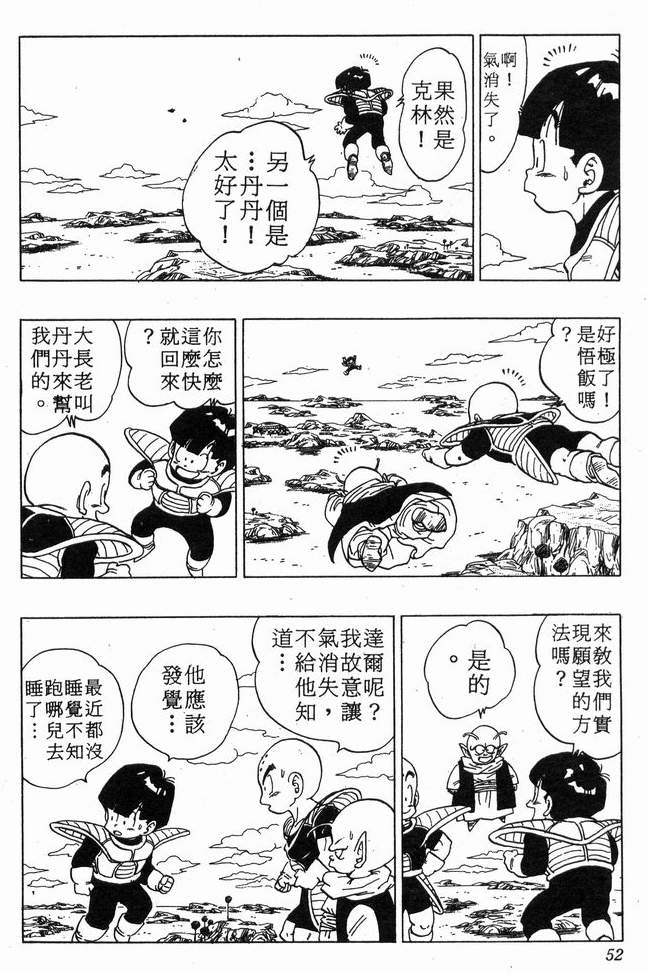 啊！
氣消失了。
果然是
克林！
另一個是
…丹丹！
太好了！
好極了！
是悟飯嗎
？
你怎麼
這麼快
就回來
？
大長老叫
丹丹來幫
我們的。
來教我們實
現願望的方
法嗎？
是的
。
達爾呢？
我故意讓
氣消失，
不給他知
道…
他應該
發覺…
最近都沒
睡覺不知
跑哪兒去
睡了…
52